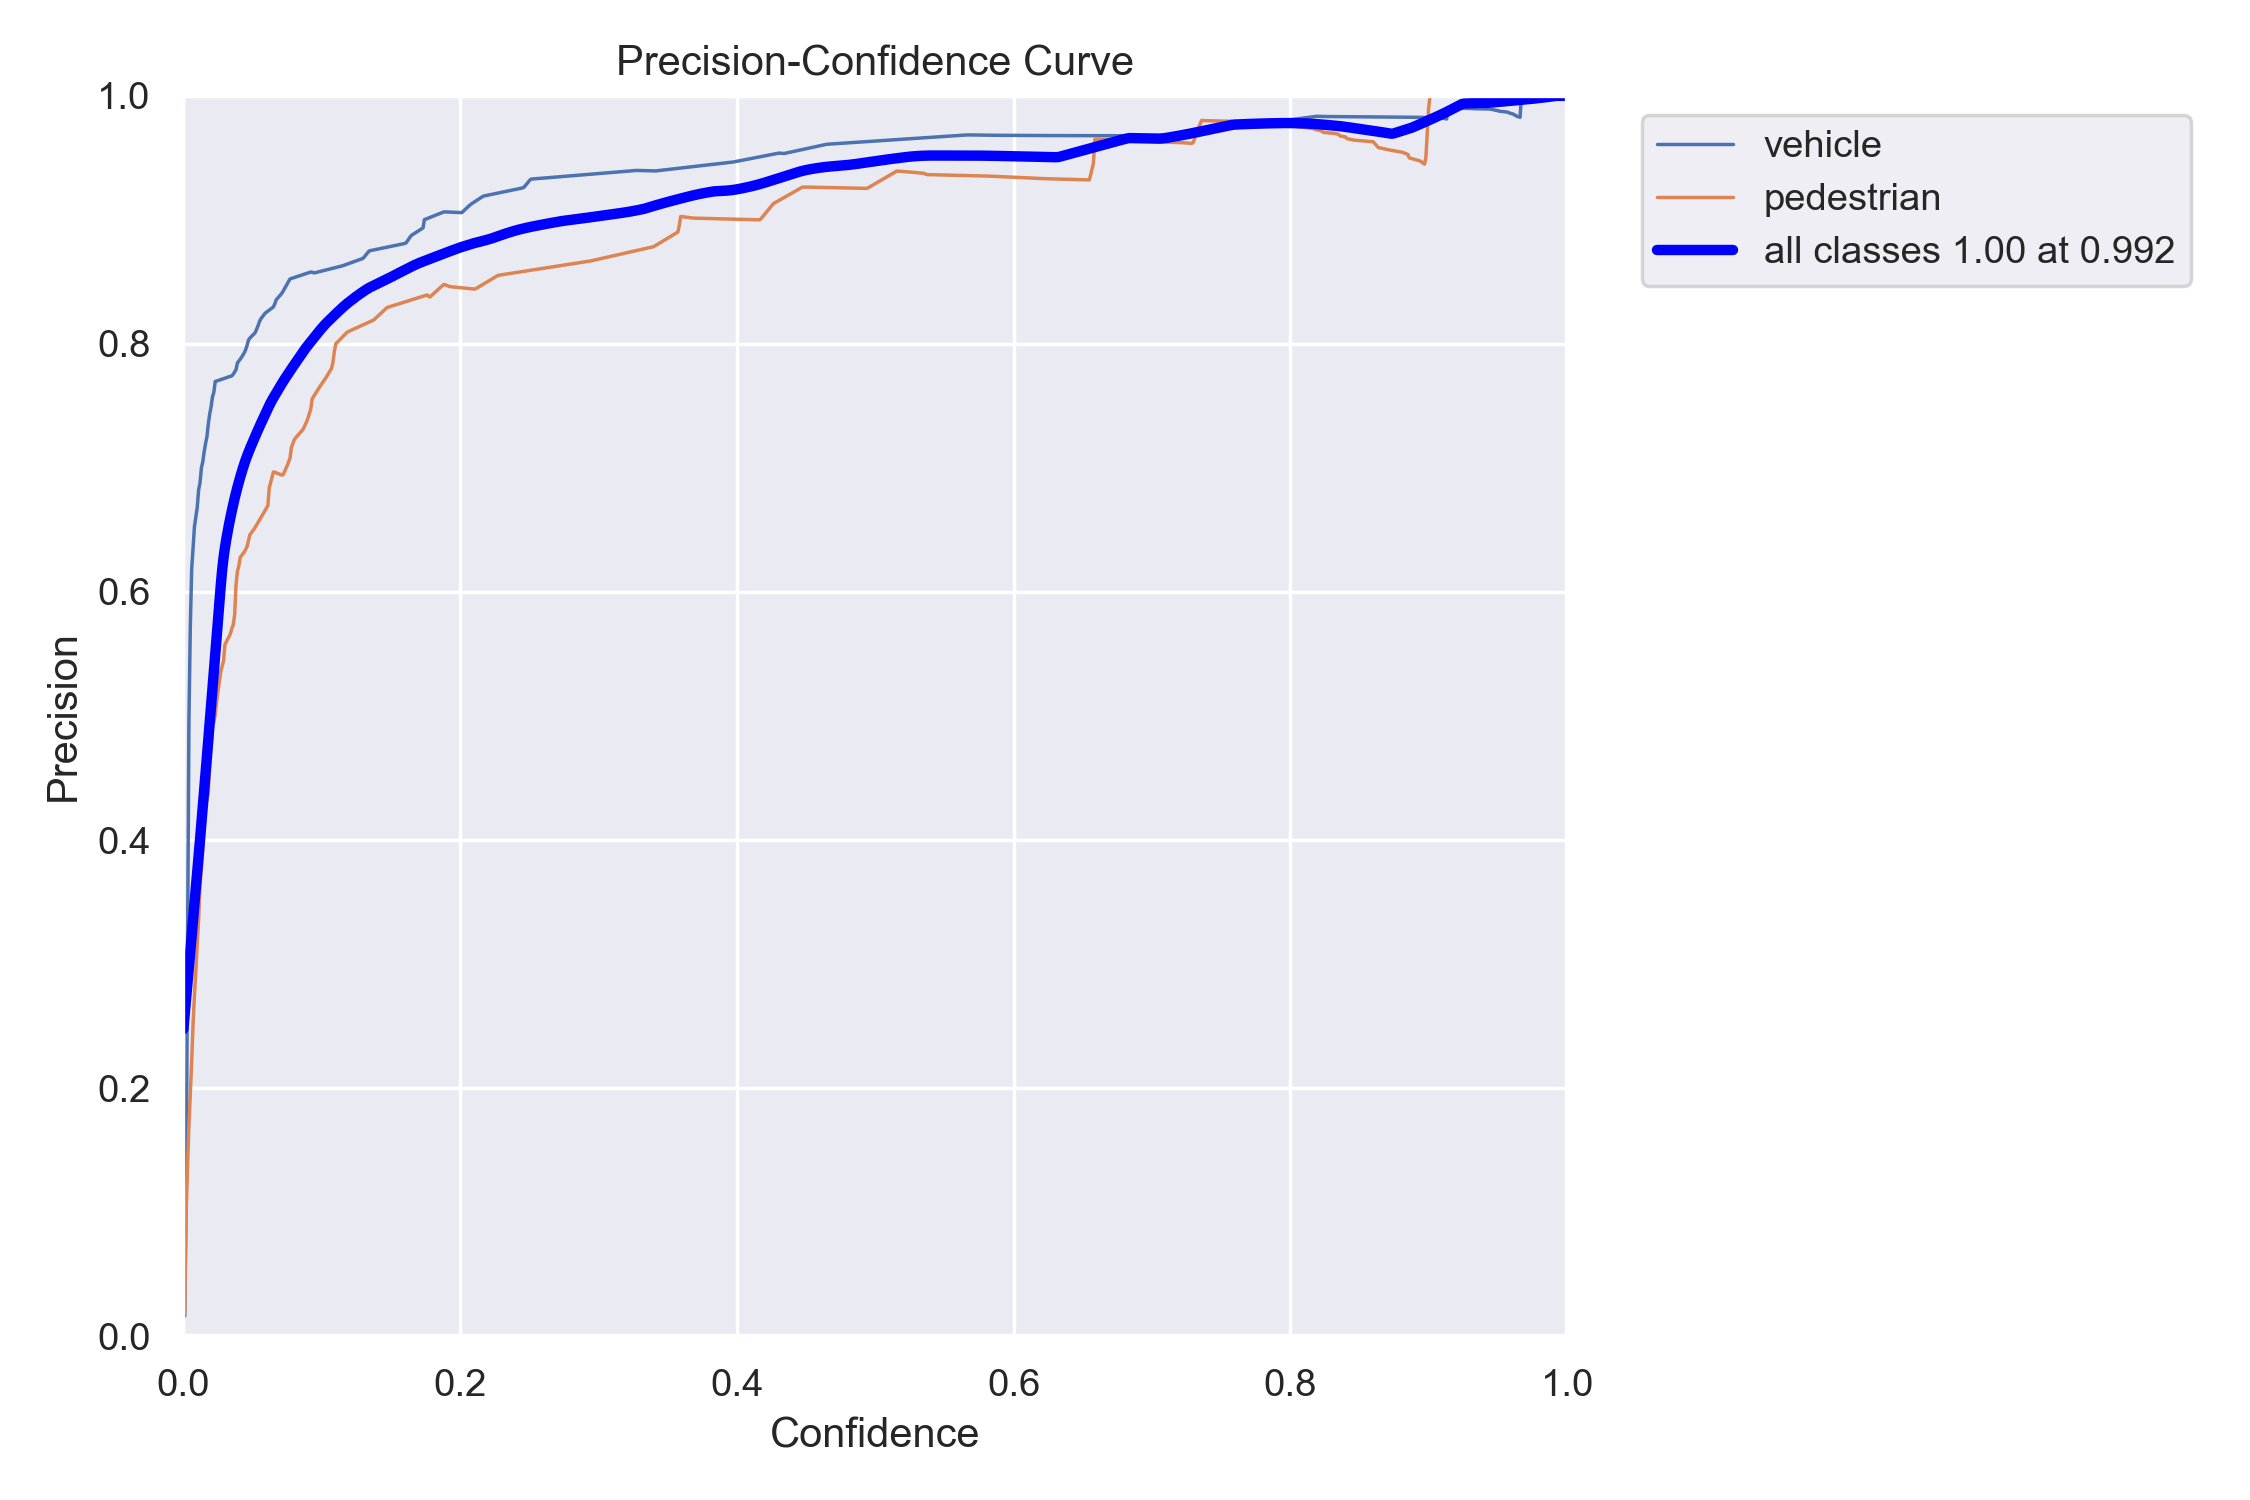 Precision-Confidence Curve
1.0
0.8
0.6
0.4
0.2
0.0
Precision
0.0 0.2 0.4 0.6 0.8 1.0
Confidence
vehicle
pedestrian
all classes 1.00 at 0.992